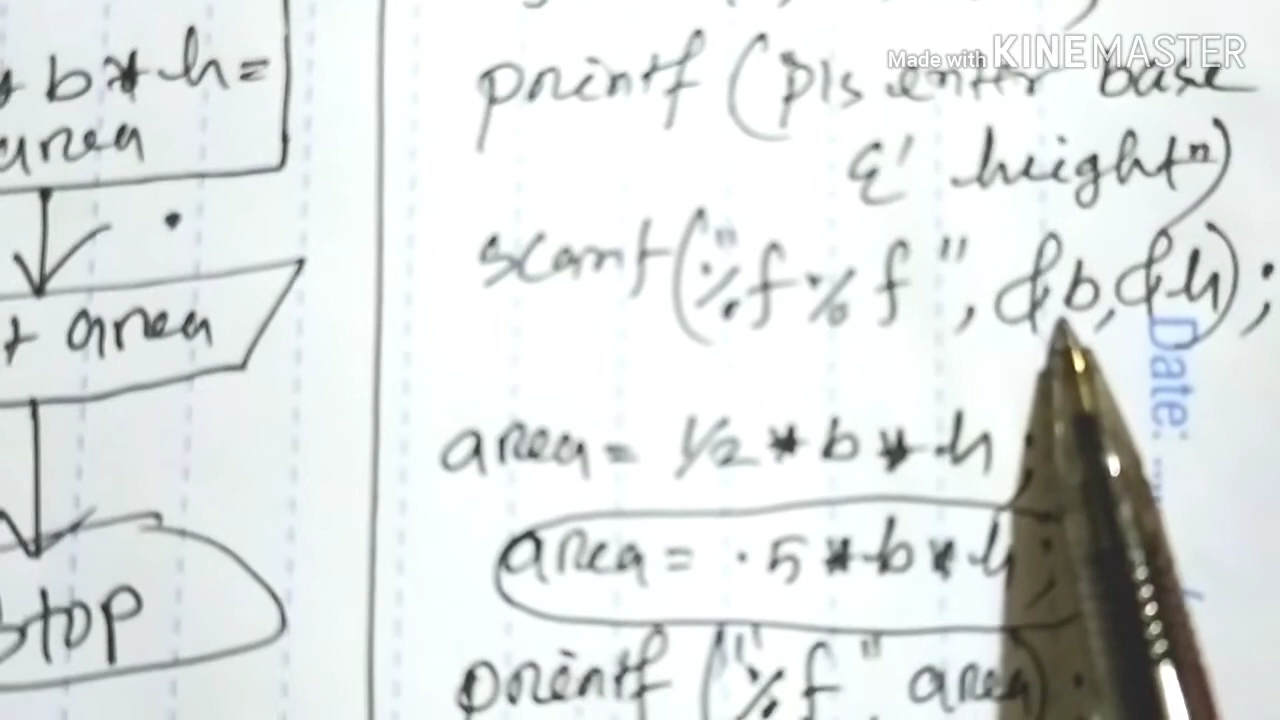 Made with KINEMASTER
b * h =
area
area
Stop
printf (pls enter base
& height")
scanf("%f %f", &b, &h);
area = 1/2 * b * h;
area = .5 * b * h;
printf ("%f", area)
Date: